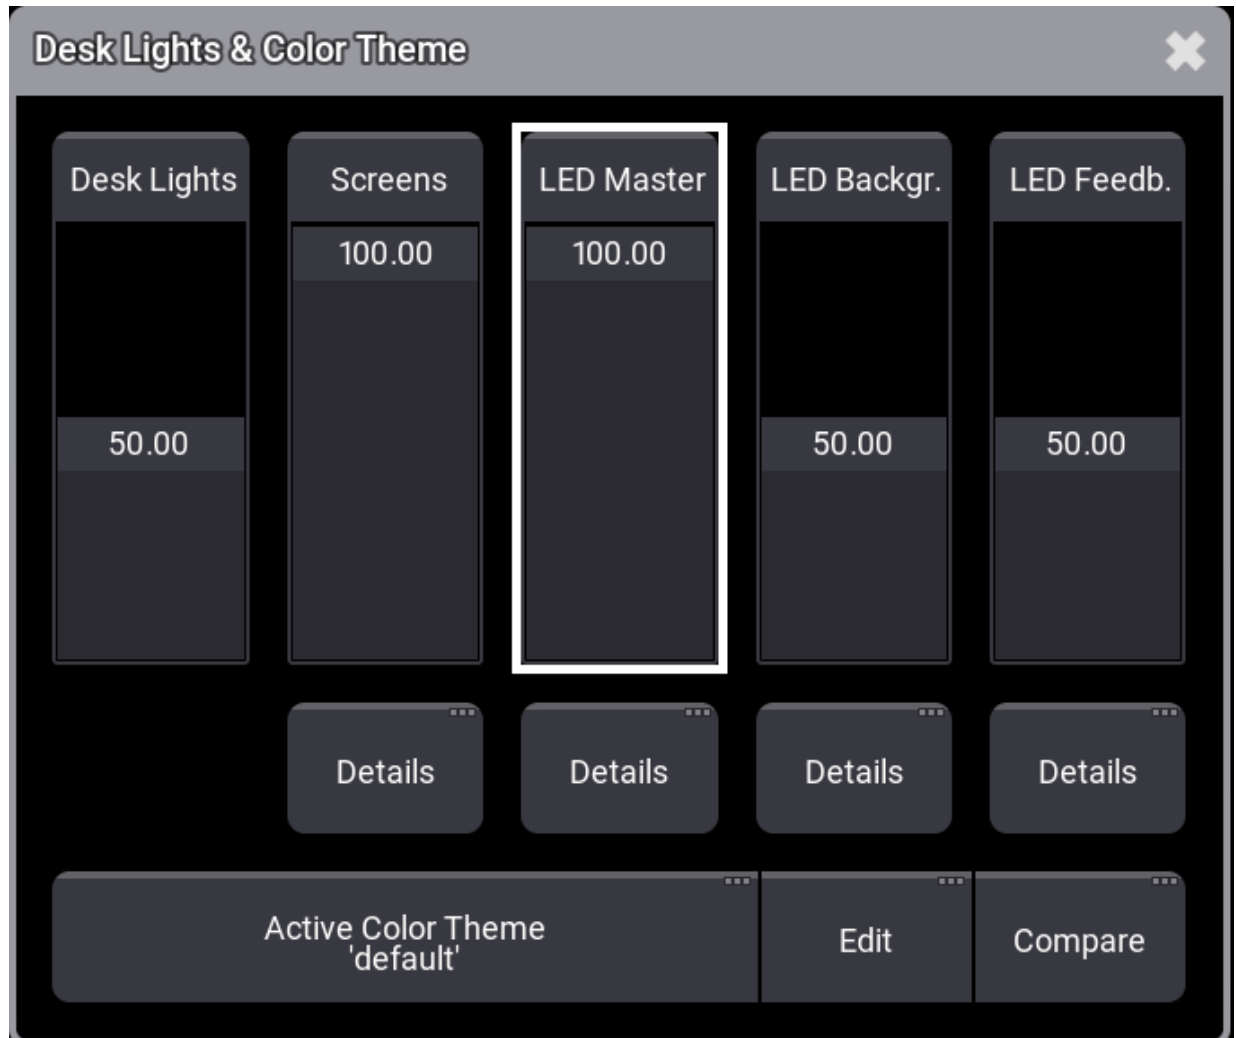 Desk Lights & Color Theme
Desk Lights
Screens
LED Master
LED Backgr.
LED Feedb.
100.00
100.00
50.00
50.00
50.00
Details
Details
Details
Details
Active Color Theme
'default'
Edit
Compare